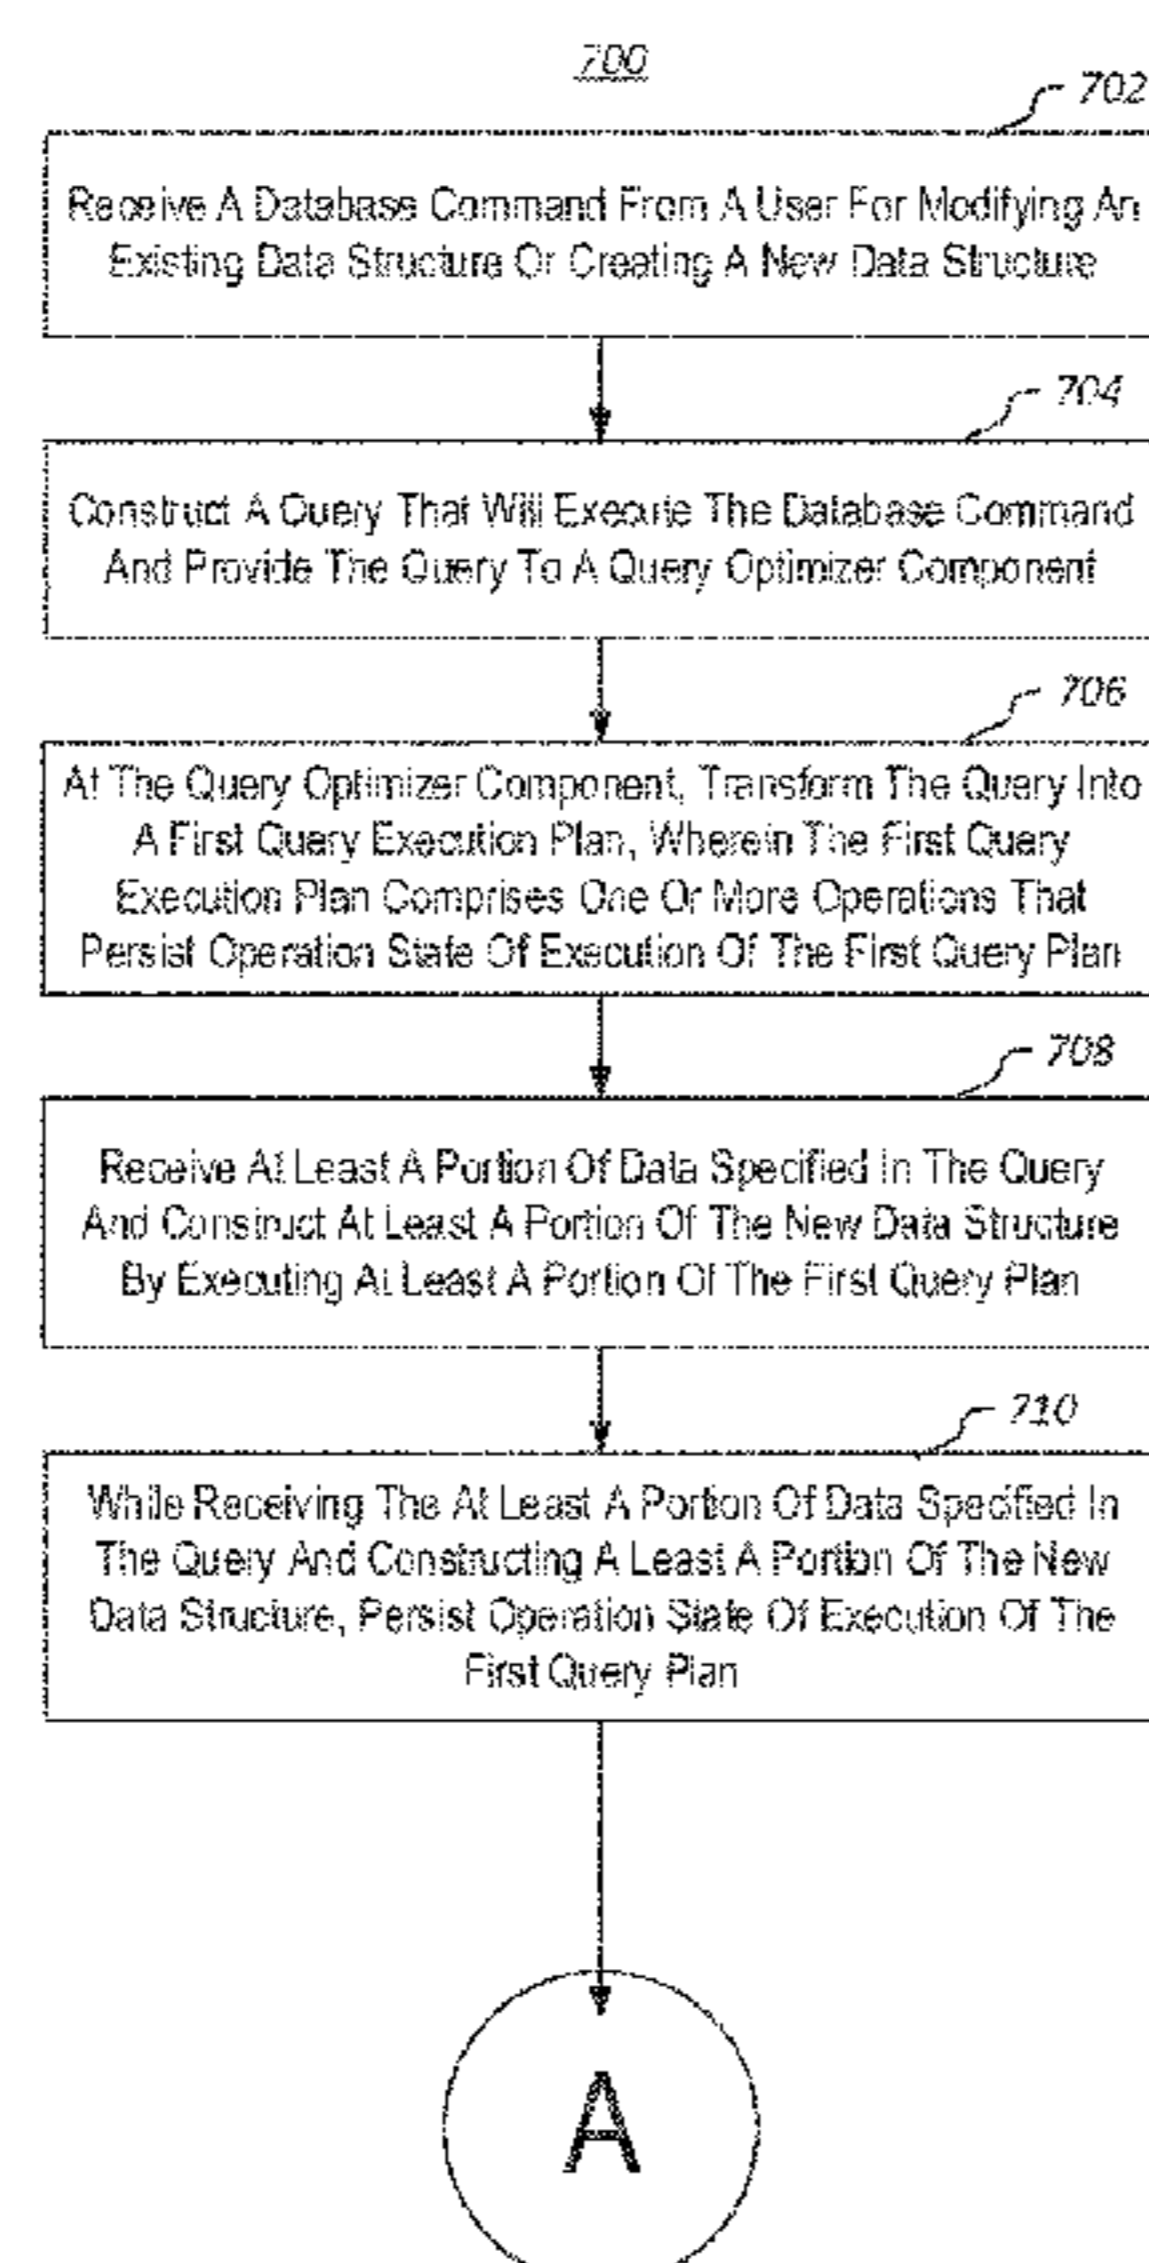 700
702
Receive A Database Command From A User For Modifying An
Existing Data Structure Or Creating A New Data Structure
704
Construct A Query That Will Execute The Database Command
And Provide The Query To A Query Optimizer Component
706
At The Query Optimizer Component, Transform The Query Into
A First Query Execution Plan, Wherein The First Query
Execution Plan Comprises One Or More Operations That
Persist Operation State Of Execution Of The First Query Plan
708
Receive At Least A Portion Of Data Specified In The Query
And Construct At Least A Portion Of The New Data Structure
By Executing At Least A Portion Of The First Query Plan
710
While Receiving The At Least A Portion Of Data Specified In
The Query And Constructing A Least A Portion Of The New
Data Structure, Persist Operation State Of Execution Of The
First Query Plan
A